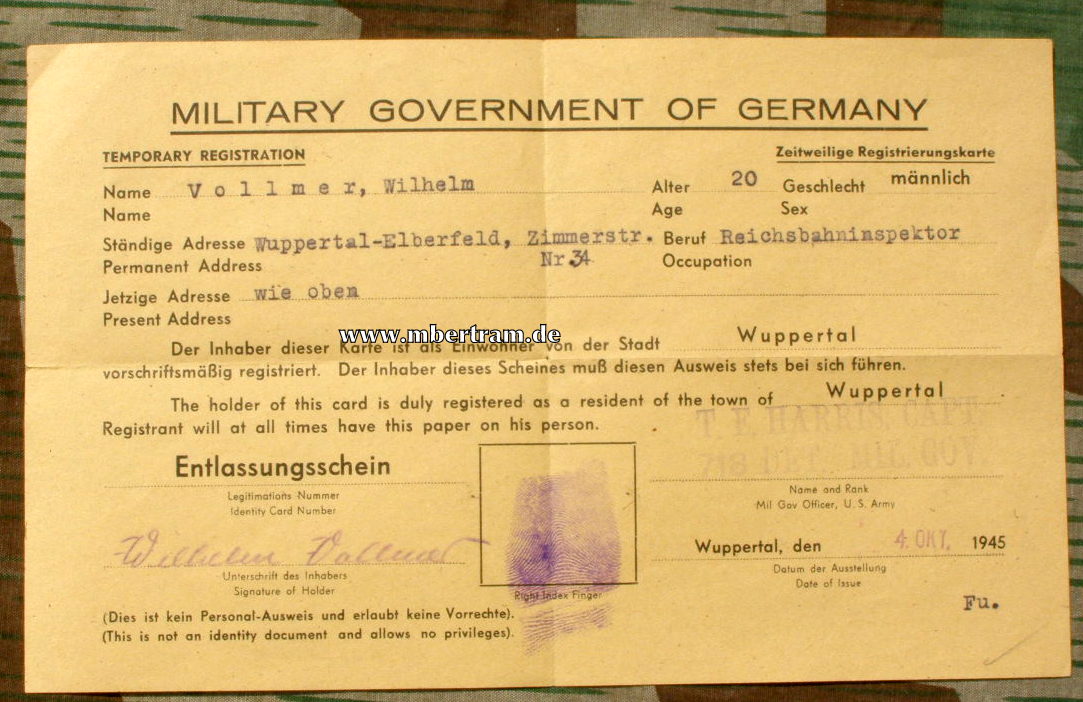 MILITARY GOVERNMENT OF GERMANY
TEMPORARY REGISTRATION Zeitweilige Registrierungskarte
Name Vollmer, Wilhelm Alter 20 Geschlecht männlich
Name Age Sex
Ständige Adresse Wuppertal-Elberfeld, Zimmerstr. Beruf Reichsbahninspektor
Permanent Address Nr.34 Occupation
Jetzige Adresse wie oben
Present Address
www.mbertram.de
Der Inhaber dieser Karte ist als Einwohner von der Stadt Wuppertal
vorschriftsmäßig registriert. Der Inhaber dieses Scheines muß diesen Ausweis stets bei sich führen.
The holder of this card is duly registered as a resident of the town of Wuppertal
Registrant will at all times have this paper on his person.
T. E. HARRIS CAPT.
718 DET. MIL GOV.
Entlassungsschein
Legitimations Nummer
Identity Card Number
Name and Rank
Mil Gov Officer, U. S. Army
Wilhelm Vollmer
Unterschrift des Inhabers
Signature of Holder
Right Index Finger
Wuppertal, den 4. OKT. 1945
Datum der Ausstellung
Date of Issue
Fu.
(Dies ist kein Personal-Ausweis und erlaubt keine Vorrechte).
(This is not an identity document and allows no privileges).